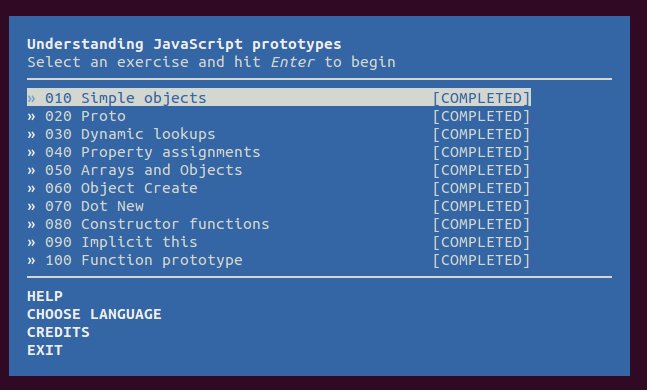 Understanding JavaScript prototypes
Select an exercise and hit Enter to begin
» 010 Simple objects [COMPLETED]
» 020 Proto [COMPLETED]
» 030 Dynamic lookups [COMPLETED]
» 040 Property assignments [COMPLETED]
» 050 Arrays and Objects [COMPLETED]
» 060 Object Create [COMPLETED]
» 070 Dot New [COMPLETED]
» 080 Constructor functions [COMPLETED]
» 090 Implicit this [COMPLETED]
» 100 Function prototype [COMPLETED]
HELP
CHOOSE LANGUAGE
CREDITS
EXIT